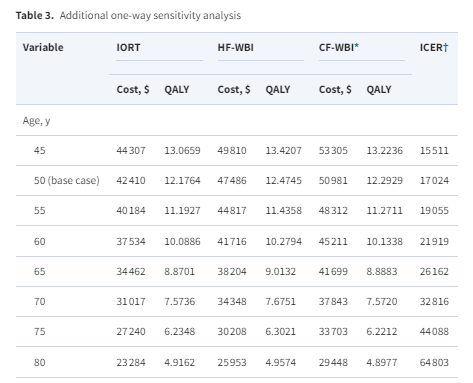 Table 3. Additional one-way sensitivity analysis
Variable IORT HF-WBI CF-WBI* ICER†
Cost, $ QALY Cost, $ QALY Cost, $ QALY
Age, y
45 44307 13.0659 49810 13.4207 53305 13.2236 15511
50 (base case) 42410 12.1764 47486 12.4745 50981 12.2929 17024
55 40184 11.1927 44817 11.4358 48312 11.2711 19055
60 37534 10.0886 41716 10.2794 45211 10.1338 21919
65 34462 8.8701 38204 9.0132 41699 8.8883 26162
70 31017 7.5736 34348 7.6751 37843 7.5720 32816
75 27240 6.2348 30208 6.3021 33703 6.2212 44088
80 23284 4.9162 25953 4.9574 29448 4.8977 64803